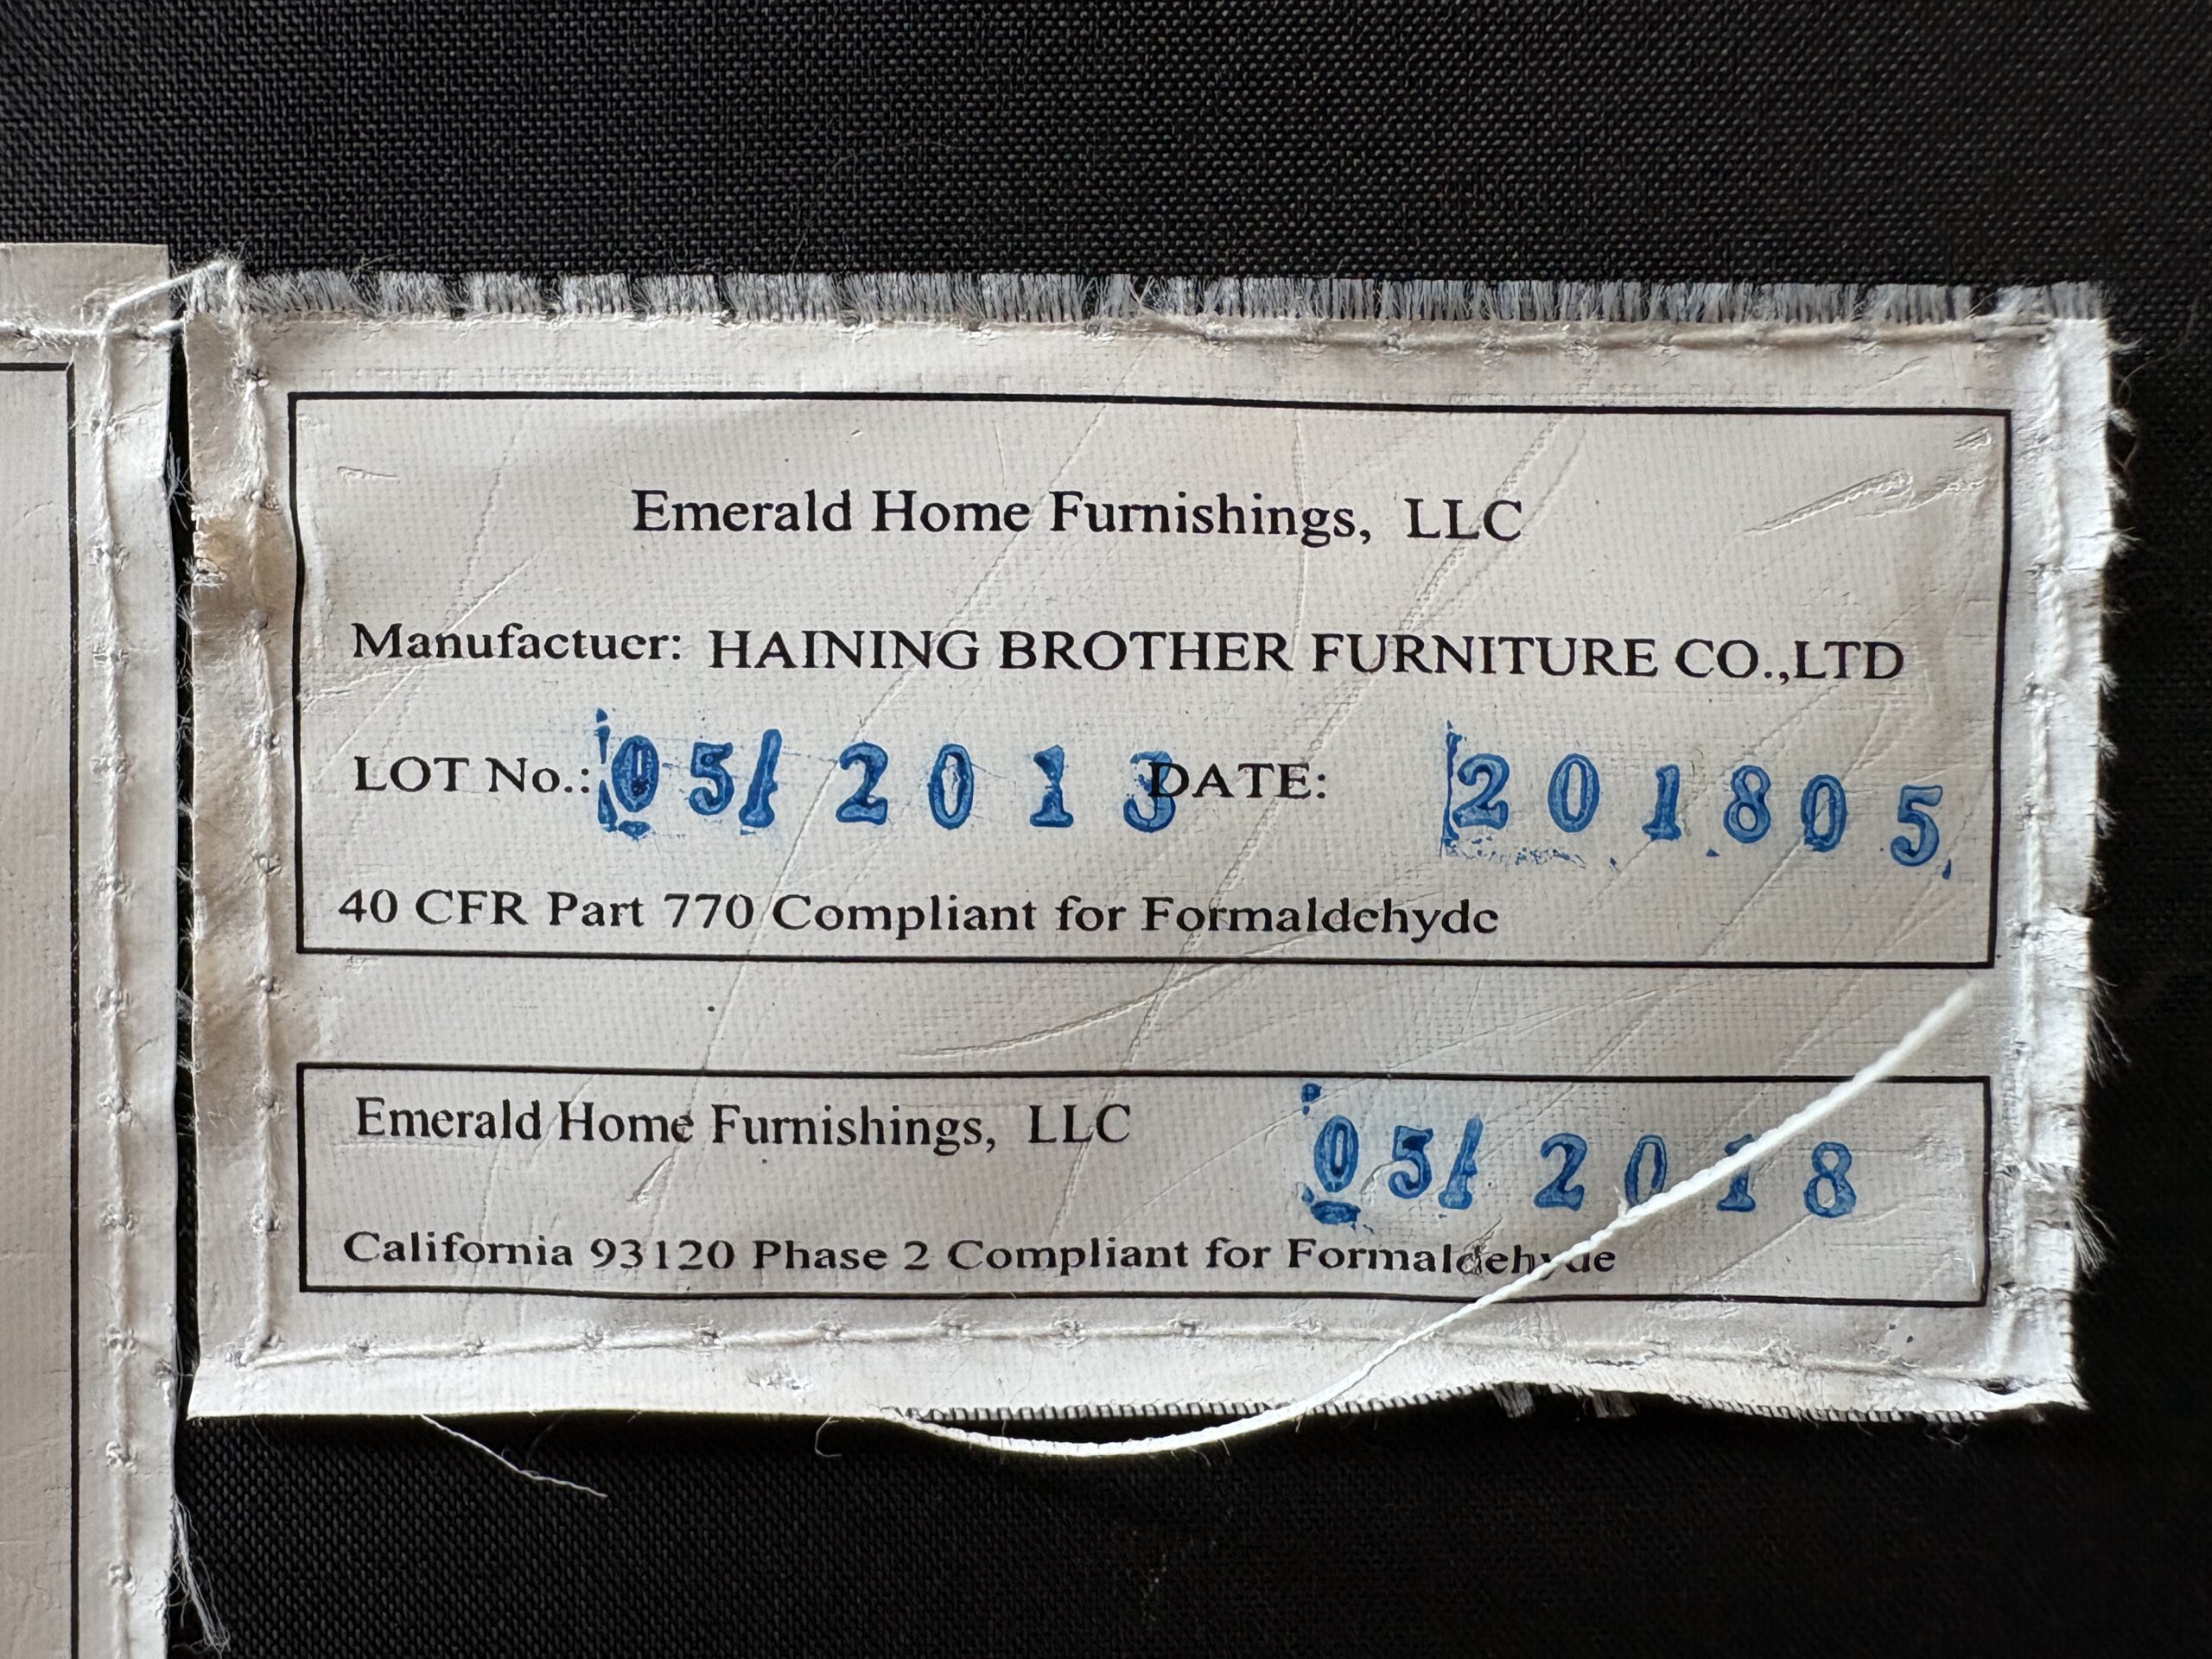 Emerald Home Furnishings, LLC
Manufactuer: HAINING BROTHER FURNITURE CO.,LTD
LOT No.: 05/ 2013 DATE: 201805
40 CFR Part 770 Compliant for Formaldehyde
Emerald Home Furnishings, LLC 05/ 2018
California 93120 Phase 2 Compliant for Formaldehyde